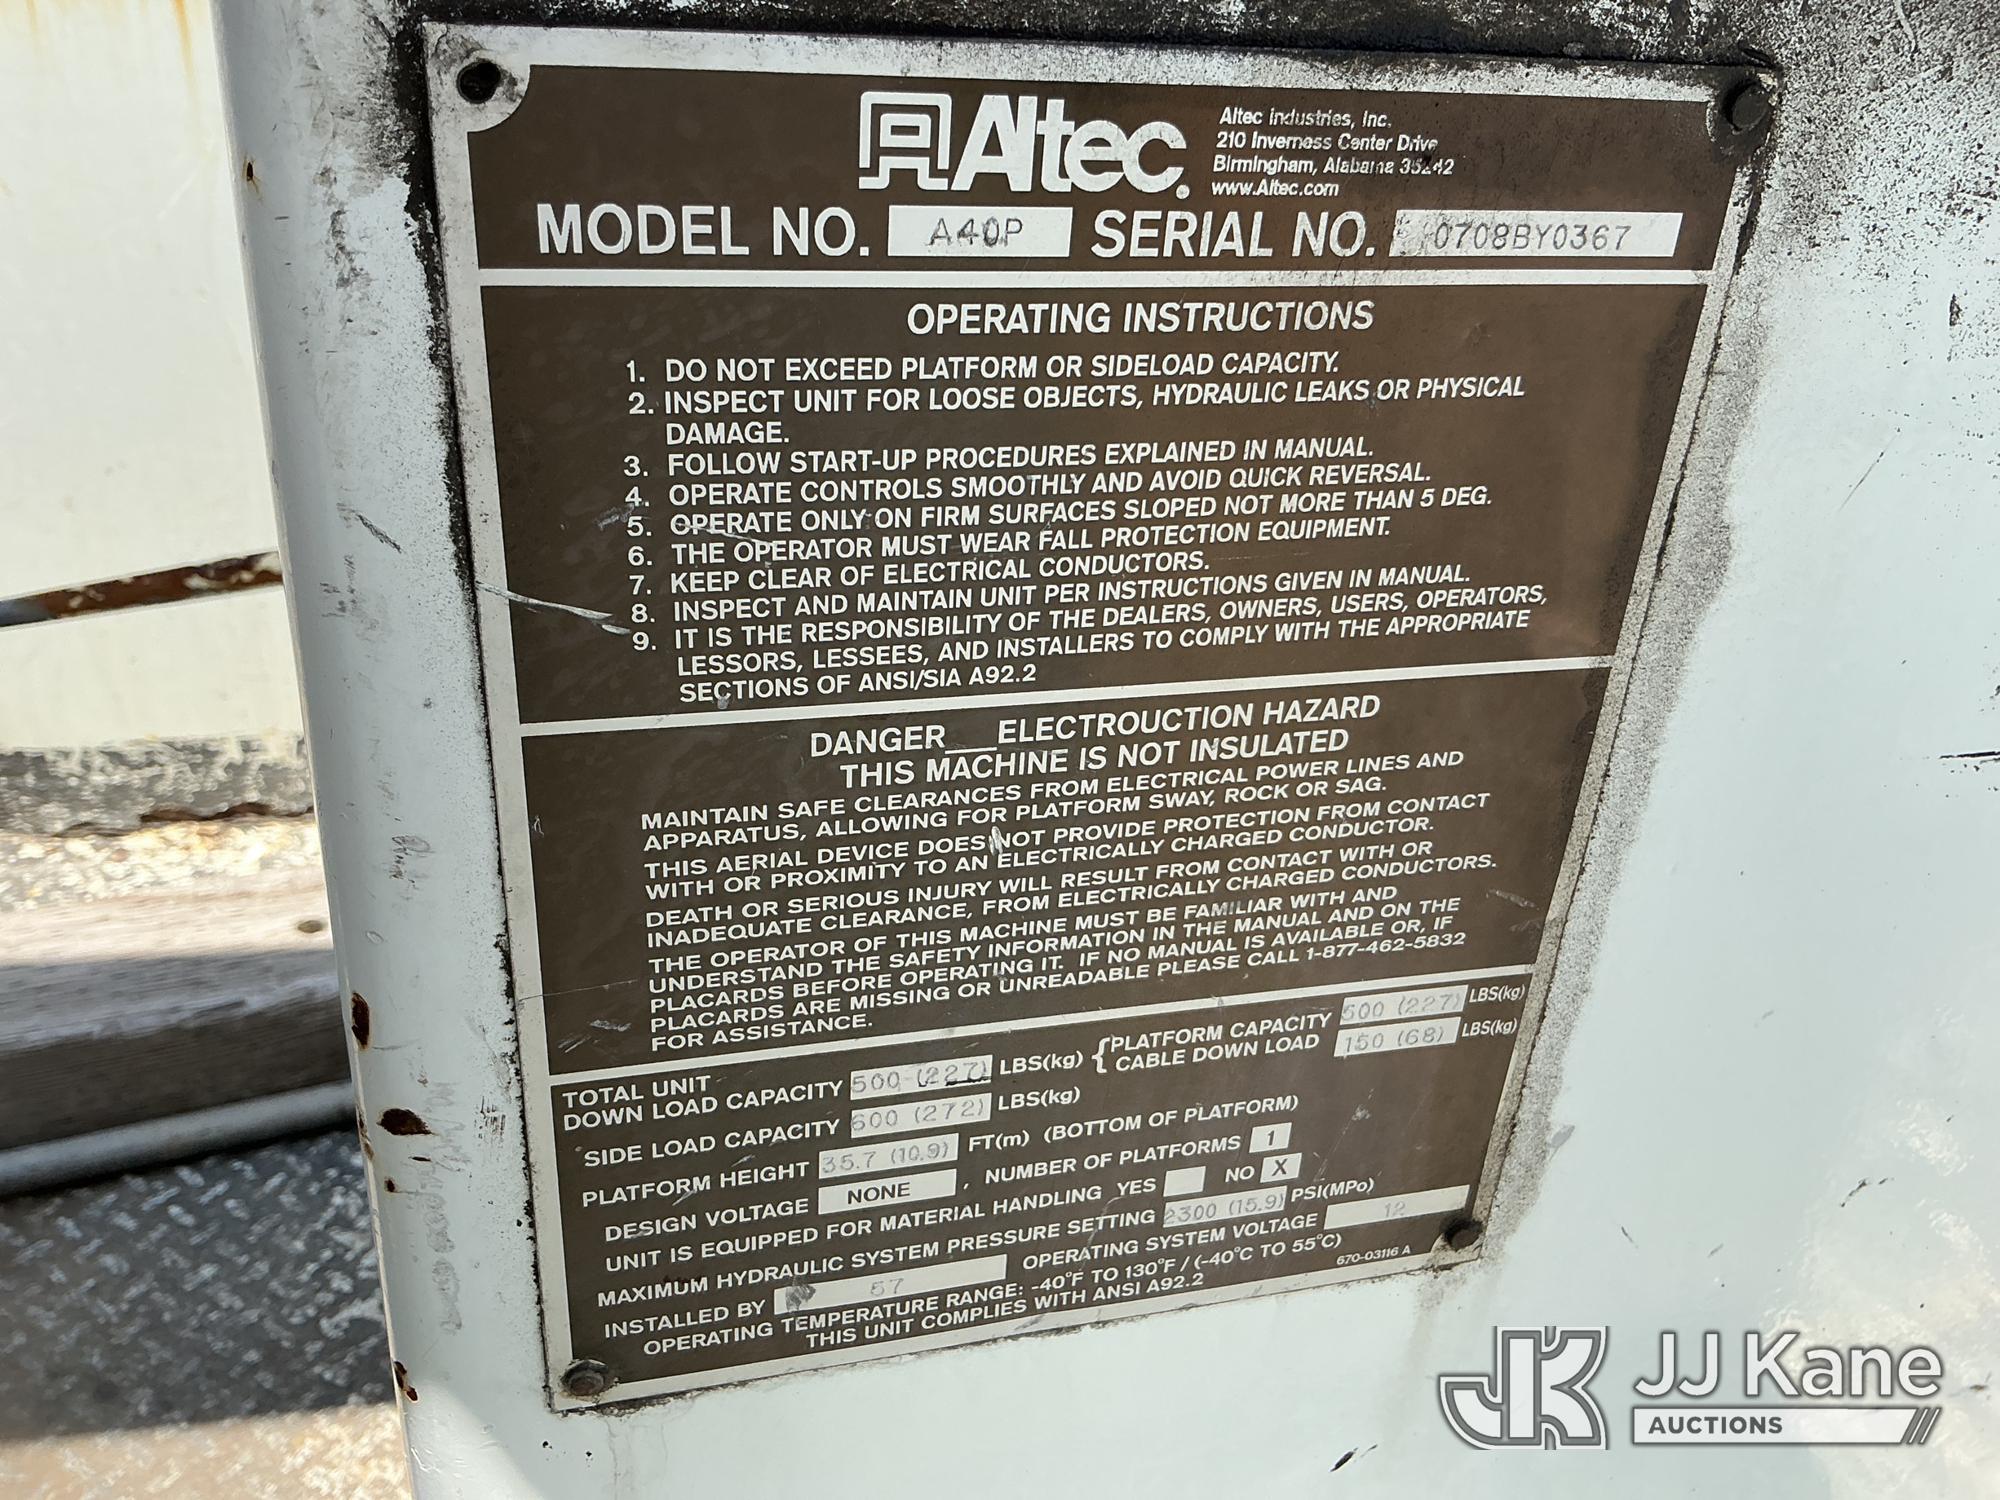 Altec. Altec Industries, Inc.
210 Inverness Center Drive
Birmingham, Alabama 35242
www.Altec.com
MODEL NO. A40P SERIAL NO. 0708BY0367
OPERATING INSTRUCTIONS
1. DO NOT EXCEED PLATFORM OR SIDELOAD CAPACITY.
2. INSPECT UNIT FOR LOOSE OBJECTS, HYDRAULIC LEAKS OR PHYSICAL
DAMAGE.
3. FOLLOW START-UP PROCEDURES EXPLAINED IN MANUAL.
4. OPERATE CONTROLS SMOOTHLY AND AVOID QUICK REVERSAL.
5. OPERATE ONLY ON FIRM SURFACES SLOPED NOT MORE THAN 5 DEG.
6. THE OPERATOR MUST WEAR FALL PROTECTION EQUIPMENT.
7. KEEP CLEAR OF ELECTRICAL CONDUCTORS.
8. INSPECT AND MAINTAIN UNIT PER INSTRUCTIONS GIVEN IN MANUAL.
9. IT IS THE RESPONSIBILITY OF THE DEALERS, OWNERS, USERS, OPERATORS,
LESSORS, LESSEES, AND INSTALLERS TO COMPLY WITH THE APPROPRIATE
SECTIONS OF ANSI/SIA A92.2
DANGER__ELECTROUCTION HAZARD
THIS MACHINE IS NOT INSULATED
MAINTAIN SAFE CLEARANCES FROM ELECTRICAL POWER LINES AND
APPARATUS, ALLOWING FOR PLATFORM SWAY, ROCK OR SAG.
THIS AERIAL DEVICE DOES NOT PROVIDE PROTECTION FROM CONTACT
WITH OR PROXIMITY TO AN ELECTRICALLY CHARGED CONDUCTOR.
DEATH OR SERIOUS INJURY WILL RESULT FROM CONTACT WITH OR
INADEQUATE CLEARANCE, FROM ELECTRICALLY CHARGED CONDUCTORS.
THE OPERATOR OF THIS MACHINE MUST BE FAMILIAR WITH AND
UNDERSTAND THE SAFETY INFORMATION IN THE MANUAL AND ON THE
PLACARDS BEFORE OPERATING IT. IF NO MANUAL IS AVAILABLE OR, IF
PLACARDS ARE MISSING OR UNREADABLE PLEASE CALL 1-877-462-5832
FOR ASSISTANCE.
TOTAL UNIT
DOWN LOAD CAPACITY 500 (227) LBS(kg) { PLATFORM CAPACITY 500 (227) LBS(kg)
CABLE DOWN LOAD 150 (68) LBS(kg)
SIDE LOAD CAPACITY 600 (272) LBS(kg)
PLATFORM HEIGHT 35.7 (10.9) FT(m) (BOTTOM OF PLATFORM)
DESIGN VOLTAGE NONE , NUMBER OF PLATFORMS 1
UNIT IS EQUIPPED FOR MATERIAL HANDLING YES NO X
MAXIMUM HYDRAULIC SYSTEM PRESSURE SETTING 2300 (15.9) PSI(MPa)
INSTALLED BY 57 OPERATING SYSTEM VOLTAGE 12
OPERATING TEMPERATURE RANGE: -40°F TO 130°F / (-40°C TO 55°C)
THIS UNIT COMPLIES WITH ANSI A92.2 670-03116 A
JK JJ Kane
AUCTIONS